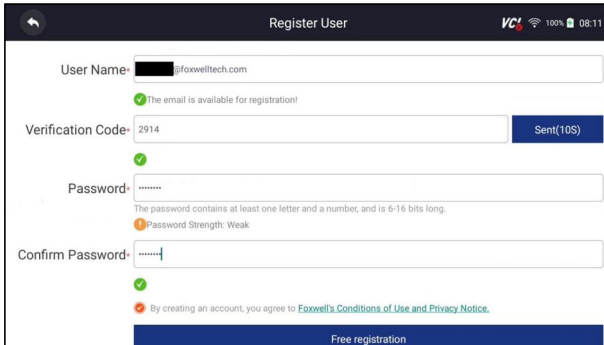 Register User
VC! 100% 08:11
User Name* @foxwelltech.com
The email is available for registration!
Verification Code* 2914 Sent(10S)
Password* ••••••••
The password contains at least one letter and a number, and is 6-16 bits long.
Password Strength: Weak
Confirm Password* ••••••••
By creating an account, you agree to Foxwell's Conditions of Use and Privacy Notice.
Free registration